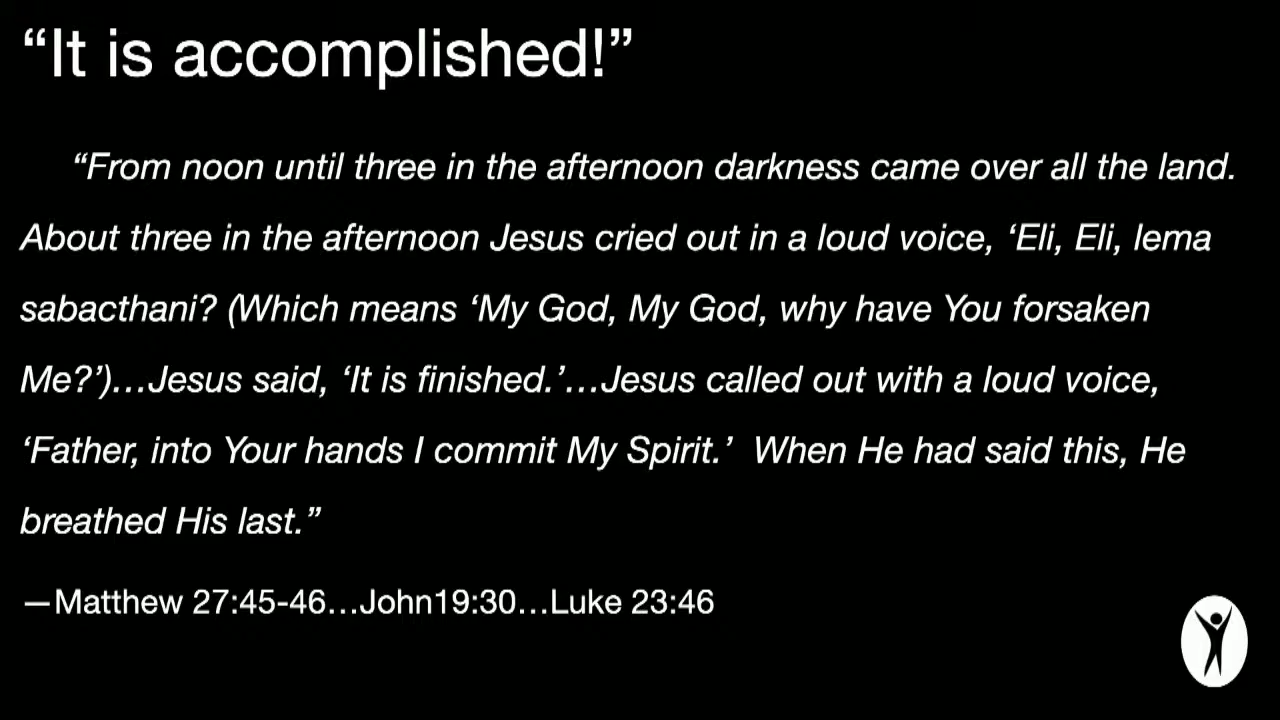 “It is accomplished!”
“From noon until three in the afternoon darkness came over all the land.
About three in the afternoon Jesus cried out in a loud voice, ‘Eli, Eli, lema
sabacthani? (Which means ‘My God, My God, why have You forsaken
Me?’)…Jesus said, ‘It is finished.’…Jesus called out with a loud voice,
‘Father, into Your hands I commit My Spirit.’  When He had said this, He
breathed His last.”
—Matthew 27:45-46…John19:30…Luke 23:46